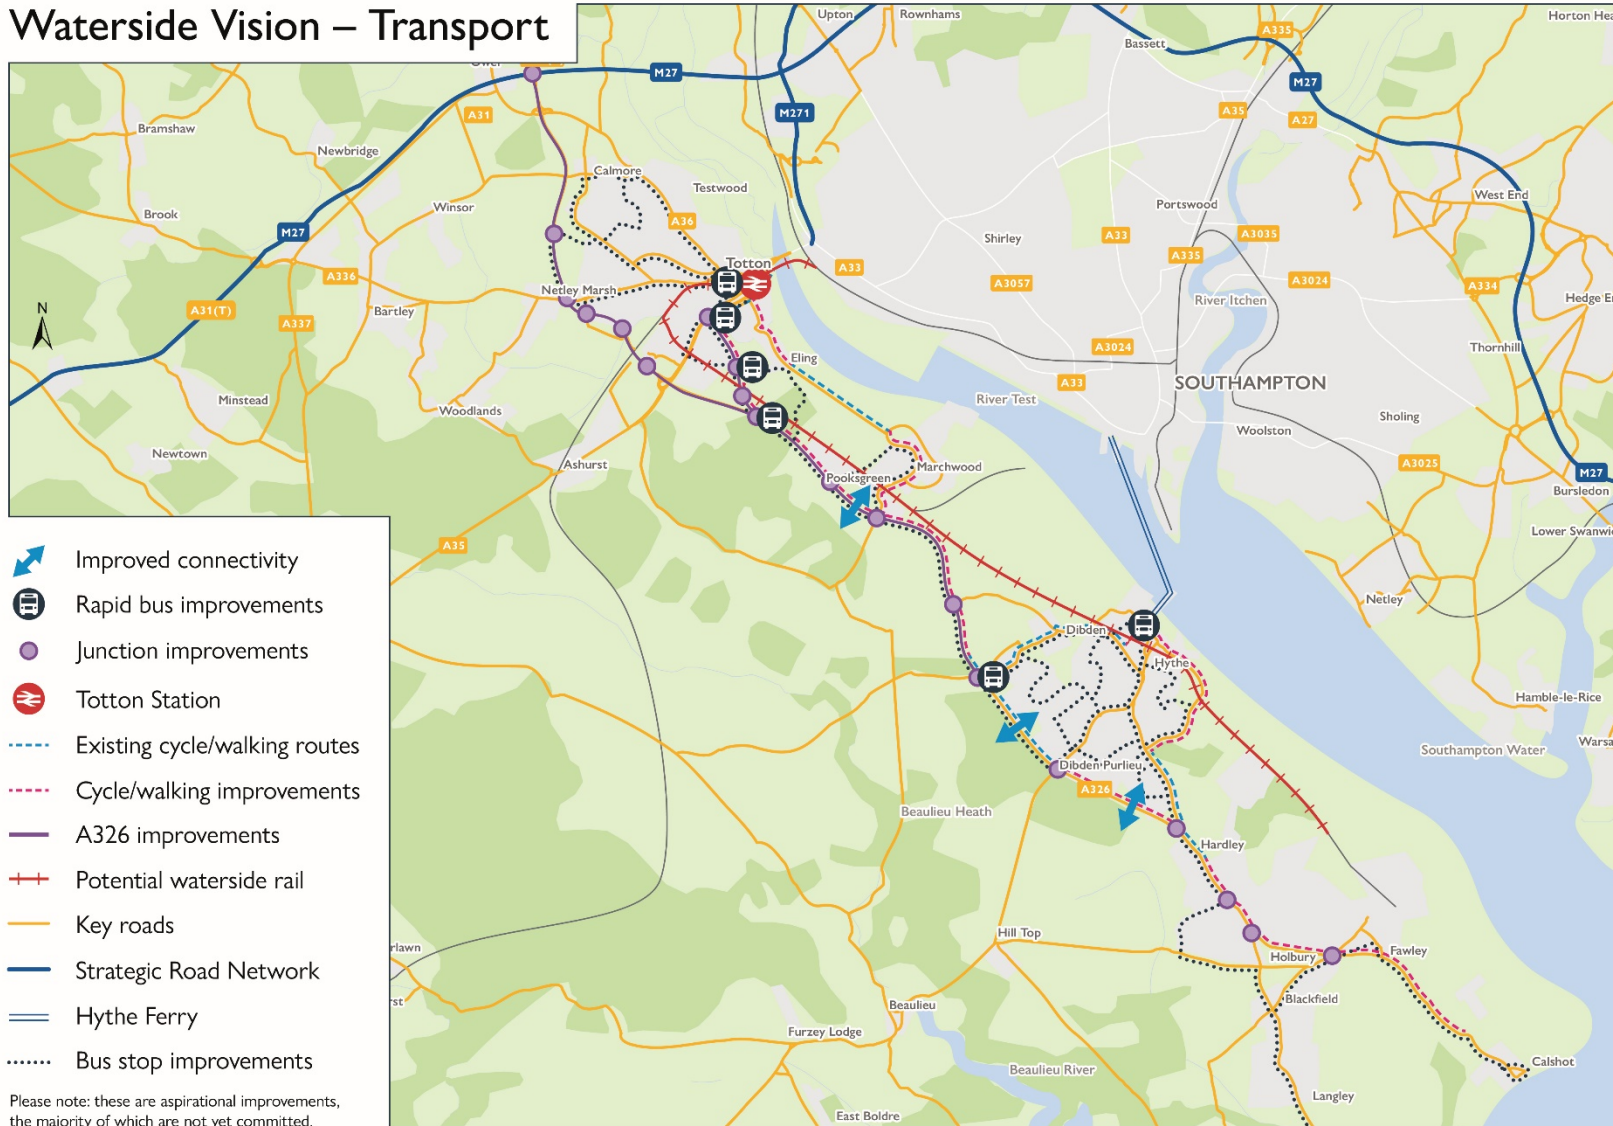 Waterside Vision – Transport
Upton
Rownhams
Horton Hea
A335
Bassett
Ower
M27
M27
M271
A31
A35
A27
Bramshaw
Newbridge
Calmore
Testwood
West End
Brook
Winsor
A36
Portswood
M27
Shirley
A33
A3035
A335
Totton
A33
A336
A3057
A3024
A334
Netley Marsh
River Itchen
Hedge E
A31(T)
A337
Bartley
N
A3024
Thornhill
Eling
A33
SOUTHAMPTON
Minstead
Woodlands
River Test
Sholing
Woolston
Newtown
Ashurst
Marchwood
A3025
M27
Pooksgreen
Bursledon
Lower Swanwi
A35
Improved connectivity
Rapid bus improvements
Junction improvements
Totton Station
Existing cycle/walking routes
Cycle/walking improvements
A326 improvements
Potential waterside rail
Key roads
Strategic Road Network
Hythe Ferry
Bus stop improvements
Please note: these are aspirational improvements,
the majority of which are not yet committed.
Netley
Dibden
Hythe
Hamble-le-Rice
Southampton Water
Warsa
Dibden Purlieu
A326
Beaulieu Heath
Hardley
Hill Top
rlawn
Holbury
Fawley
st
Beaulieu
Blackfield
Furzey Lodge
Beaulieu River
Calshot
Langley
East Boldre